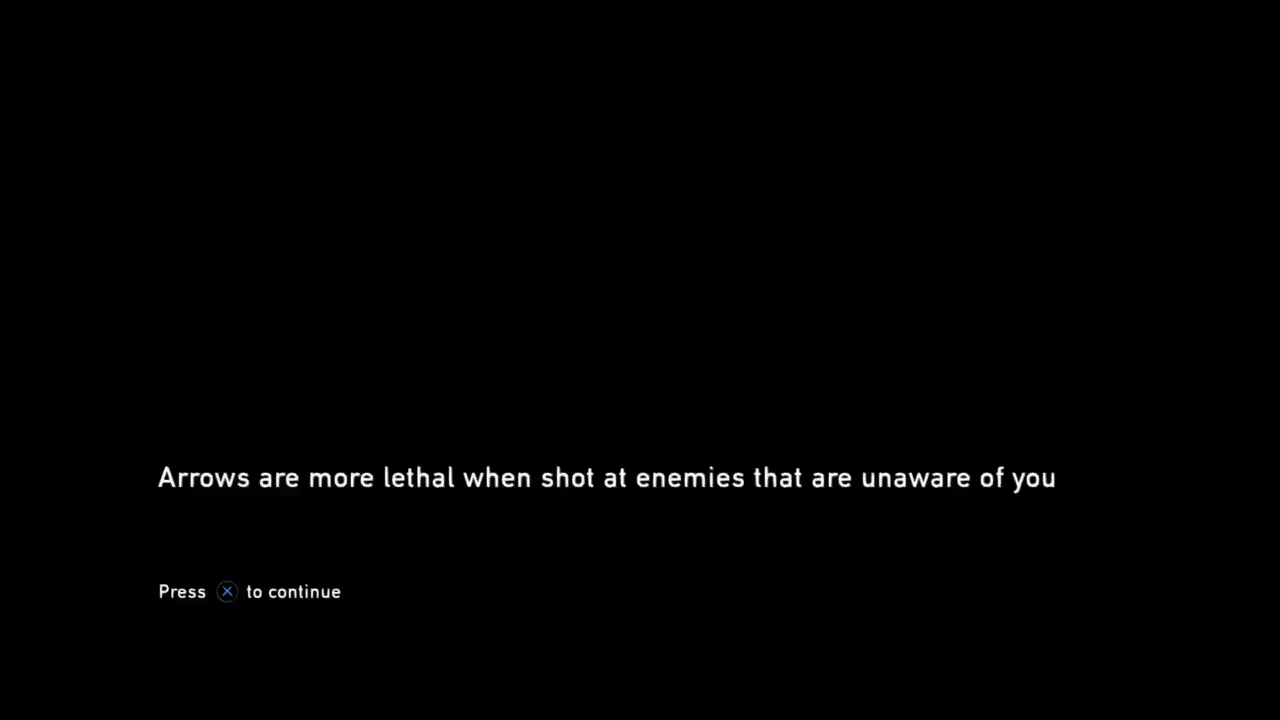 Arrows are more lethal when shot at enemies that are unaware of you
Press ⓧ to continue